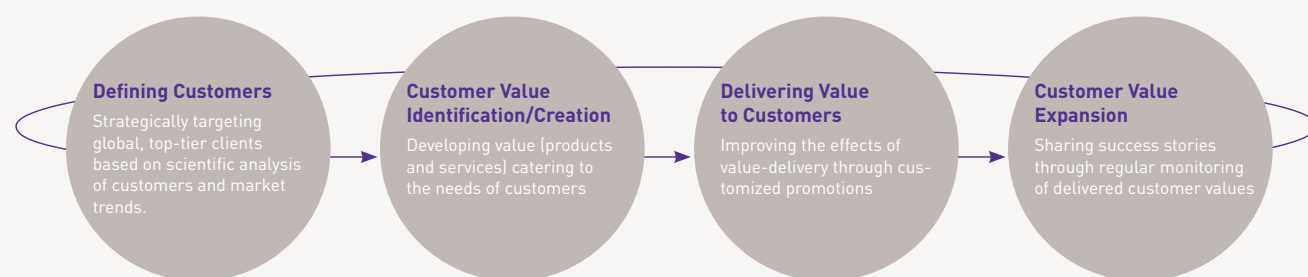 Defining Customers
Strategically targeting
global, top-tier clients
based on scientific analysis
of customers and market
trends.
Customer Value
Identification/Creation
Developing value (products
and services) catering to
the needs of customers
Delivering Value
to Customers
Improving the effects of
value-delivery through cus-
tomized promotions
Customer Value
Expansion
Sharing success stories
through regular monitoring
of delivered customer values